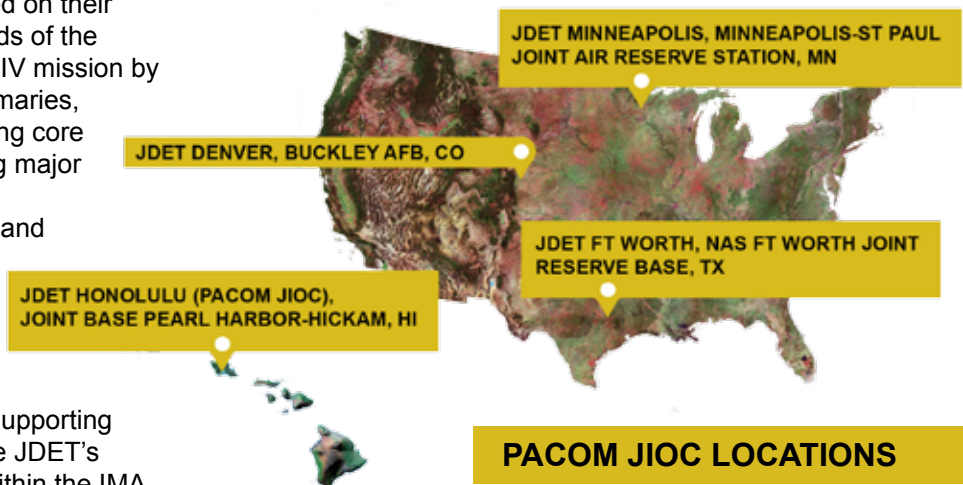 ed on their
ds of the
IV mission by
maries,
ng core
g major
and
upporting
e JDET's
ithin the IMA
JDET MINNEAPOLIS, MINNEAPOLIS-ST PAUL
JOINT AIR RESERVE STATION, MN
JDET DENVER, BUCKLEY AFB, CO
JDET FT WORTH, NAS FT WORTH JOINT
RESERVE BASE, TX
JDET HONOLULU (PACOM JIOC),
JOINT BASE PEARL HARBOR-HICKAM, HI
PACOM JIOC LOCATIONS